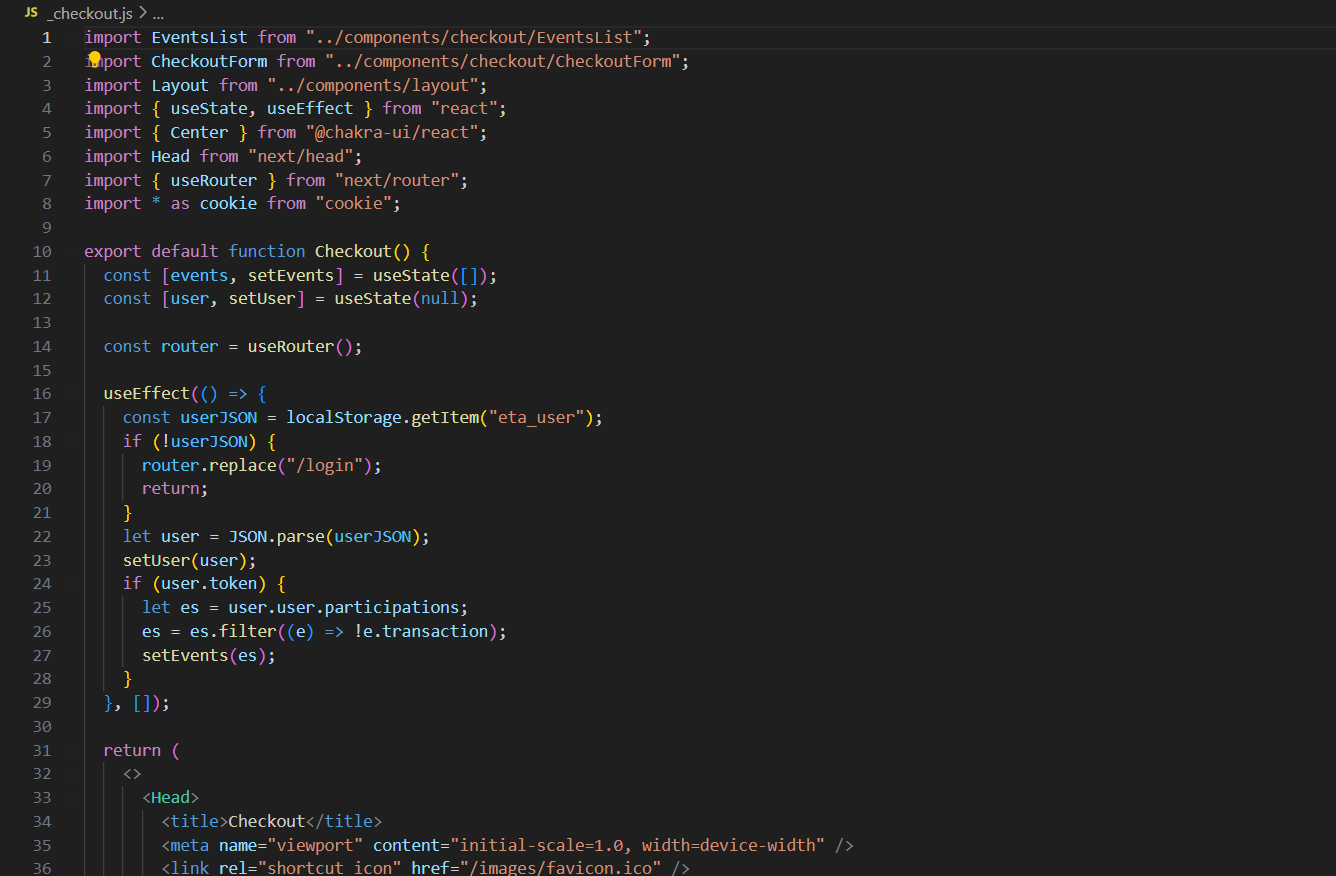 JS _checkout.js > ...
1 import EventsList from "../components/checkout/EventsList";
2 import CheckoutForm from "../components/checkout/CheckoutForm";
3 import Layout from "../components/layout";
4 import { useState, useEffect } from "react";
5 import { Center } from "@chakra-ui/react";
6 import Head from "next/head";
7 import { useRouter } from "next/router";
8 import * as cookie from "cookie";
9
10 export default function Checkout() {
11   const [events, setEvents] = useState([]);
12   const [user, setUser] = useState(null);
13
14   const router = useRouter();
15
16   useEffect(() => {
17     const userJSON = localStorage.getItem("eta_user");
18     if (!userJSON) {
19       router.replace("/login");
20       return;
21     }
22     let user = JSON.parse(userJSON);
23     setUser(user);
24     if (user.token) {
25       let es = user.user.participations;
26       es = es.filter((e) => !e.transaction);
27       setEvents(es);
28     }
29   }, []);
30
31   return (
32     <>
33       <Head>
34         <title>Checkout</title>
35         <meta name="viewport" content="initial-scale=1.0, width=device-width" />
36         <link rel="shortcut icon" href="/images/favicon.ico" />